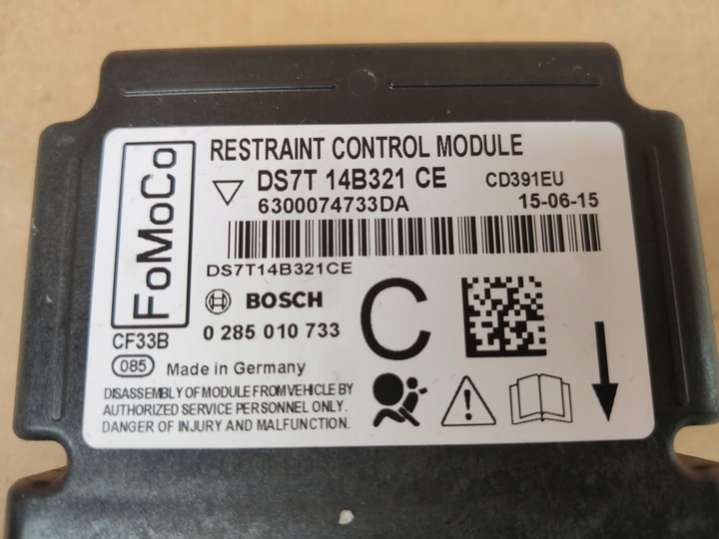 FoMoCo
RESTRAINT CONTROL MODULE
DS7T 14B321 CE CD391EU
6300074733DA 15-06-15
DS7T14B321CE
BOSCH
C
CF33B 0 285 010 733
085 Made in Germany
DISASSEMBLY OF MODULE FROM VEHICLE BY
AUTHORIZED SERVICE PERSONNEL ONLY.
DANGER OF INJURY AND MALFUNCTION.